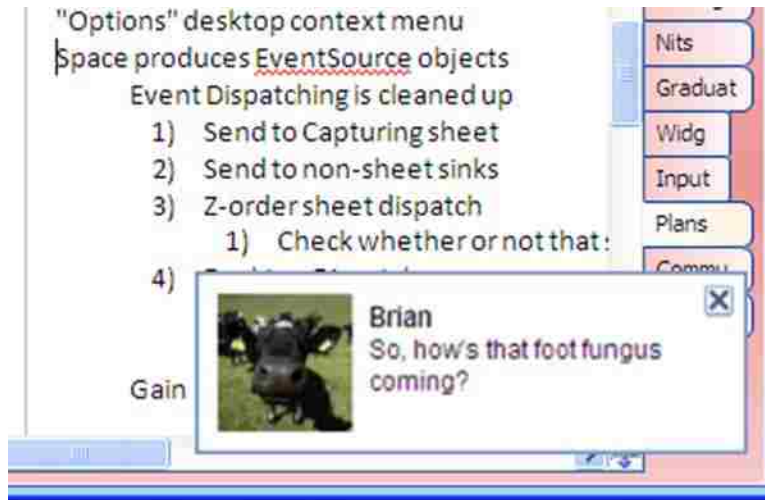 "Options" desktop context menu
Space produces EventSource objects
Event Dispatching is cleaned up
1) Send to Capturing sheet
2) Send to non-sheet sinks
3) Z-order sheet dispatch
1) Check whether or not that
4)
Gain
Brian
So, how's that foot fungus
coming?
Nits
Graduat
Widg
Input
Plans
Commu